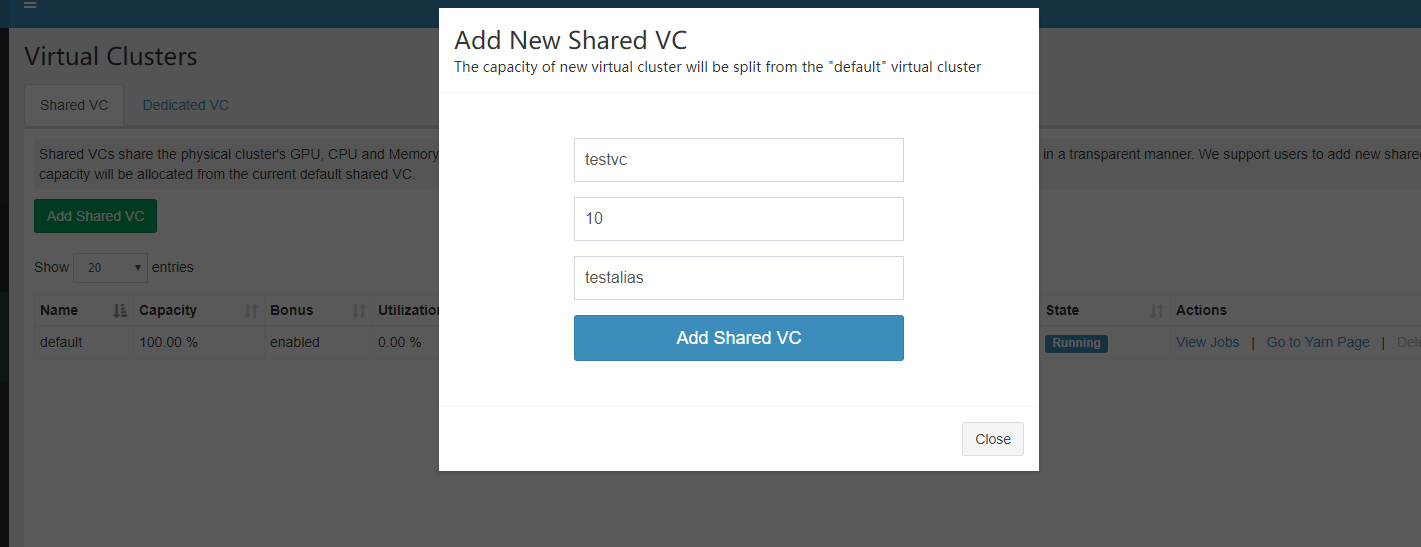 Virtual Clusters
Shared VC
Dedicated VC
Shared VCs share the physical cluster's GPU, CPU and Memory
in a transparent manner. We support users to add new share
capacity will be allocated from the current default shared VC.
Add Shared VC
Show 20 entries
Name Capacity Bonus Utilization State Actions
default 100.00 % enabled 0.00 % Running View Jobs | Go to Yarn Page | Del
Add New Shared VC
The capacity of new virtual cluster will be split from the "default" virtual cluster
testvc
10
testalias
Add Shared VC
Close